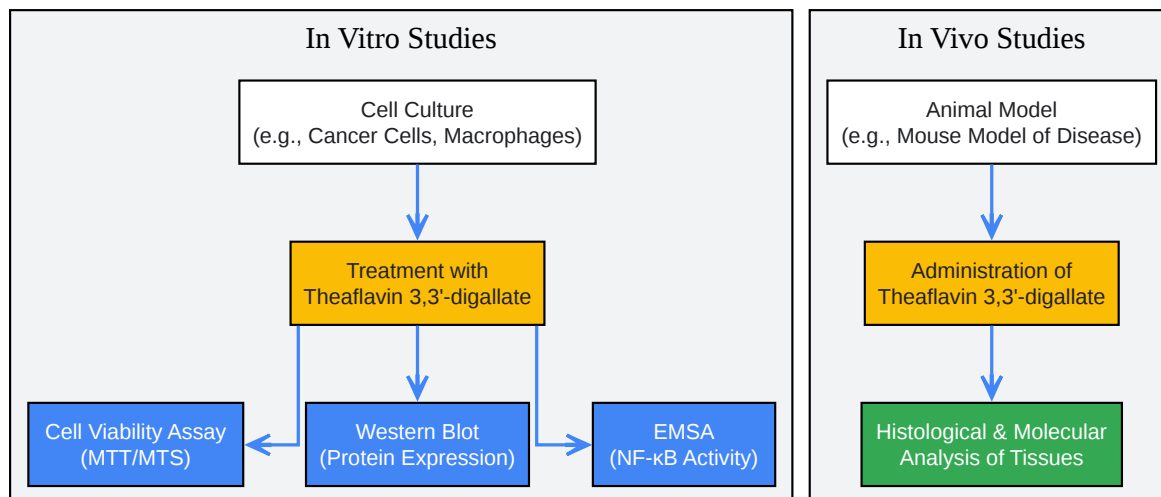 In Vitro Studies
Cell Culture
(e.g., Cancer Cells, Macrophages)
Treatment with
Theaflavin 3,3'-digallate
Cell Viability Assay
(MTT/MTS)
Western Blot
(Protein Expression)
EMSA
(NF-κB Activity)
In Vivo Studies
Animal Model
(e.g., Mouse Model of Disease)
Administration of
Theaflavin 3,3'-digallate
Histological & Molecular
Analysis of Tissues